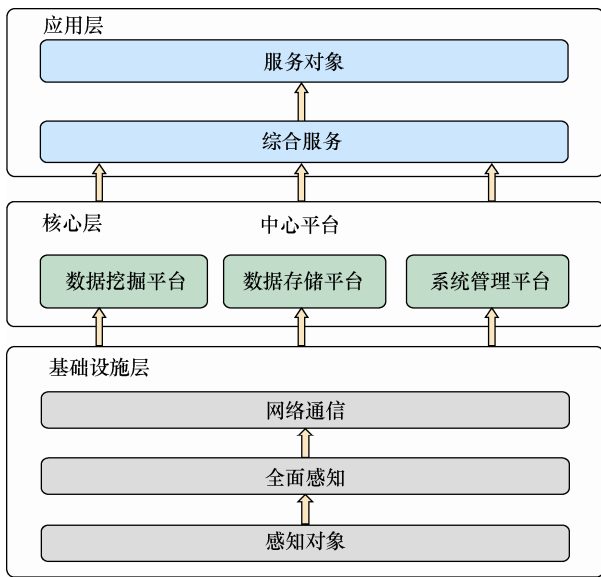 应用层
服务对象
综合服务
核心层
中心平台
数据挖掘平台
数据存储平台
系统管理平台
基础设施层
网络通信
全面感知
感知对象